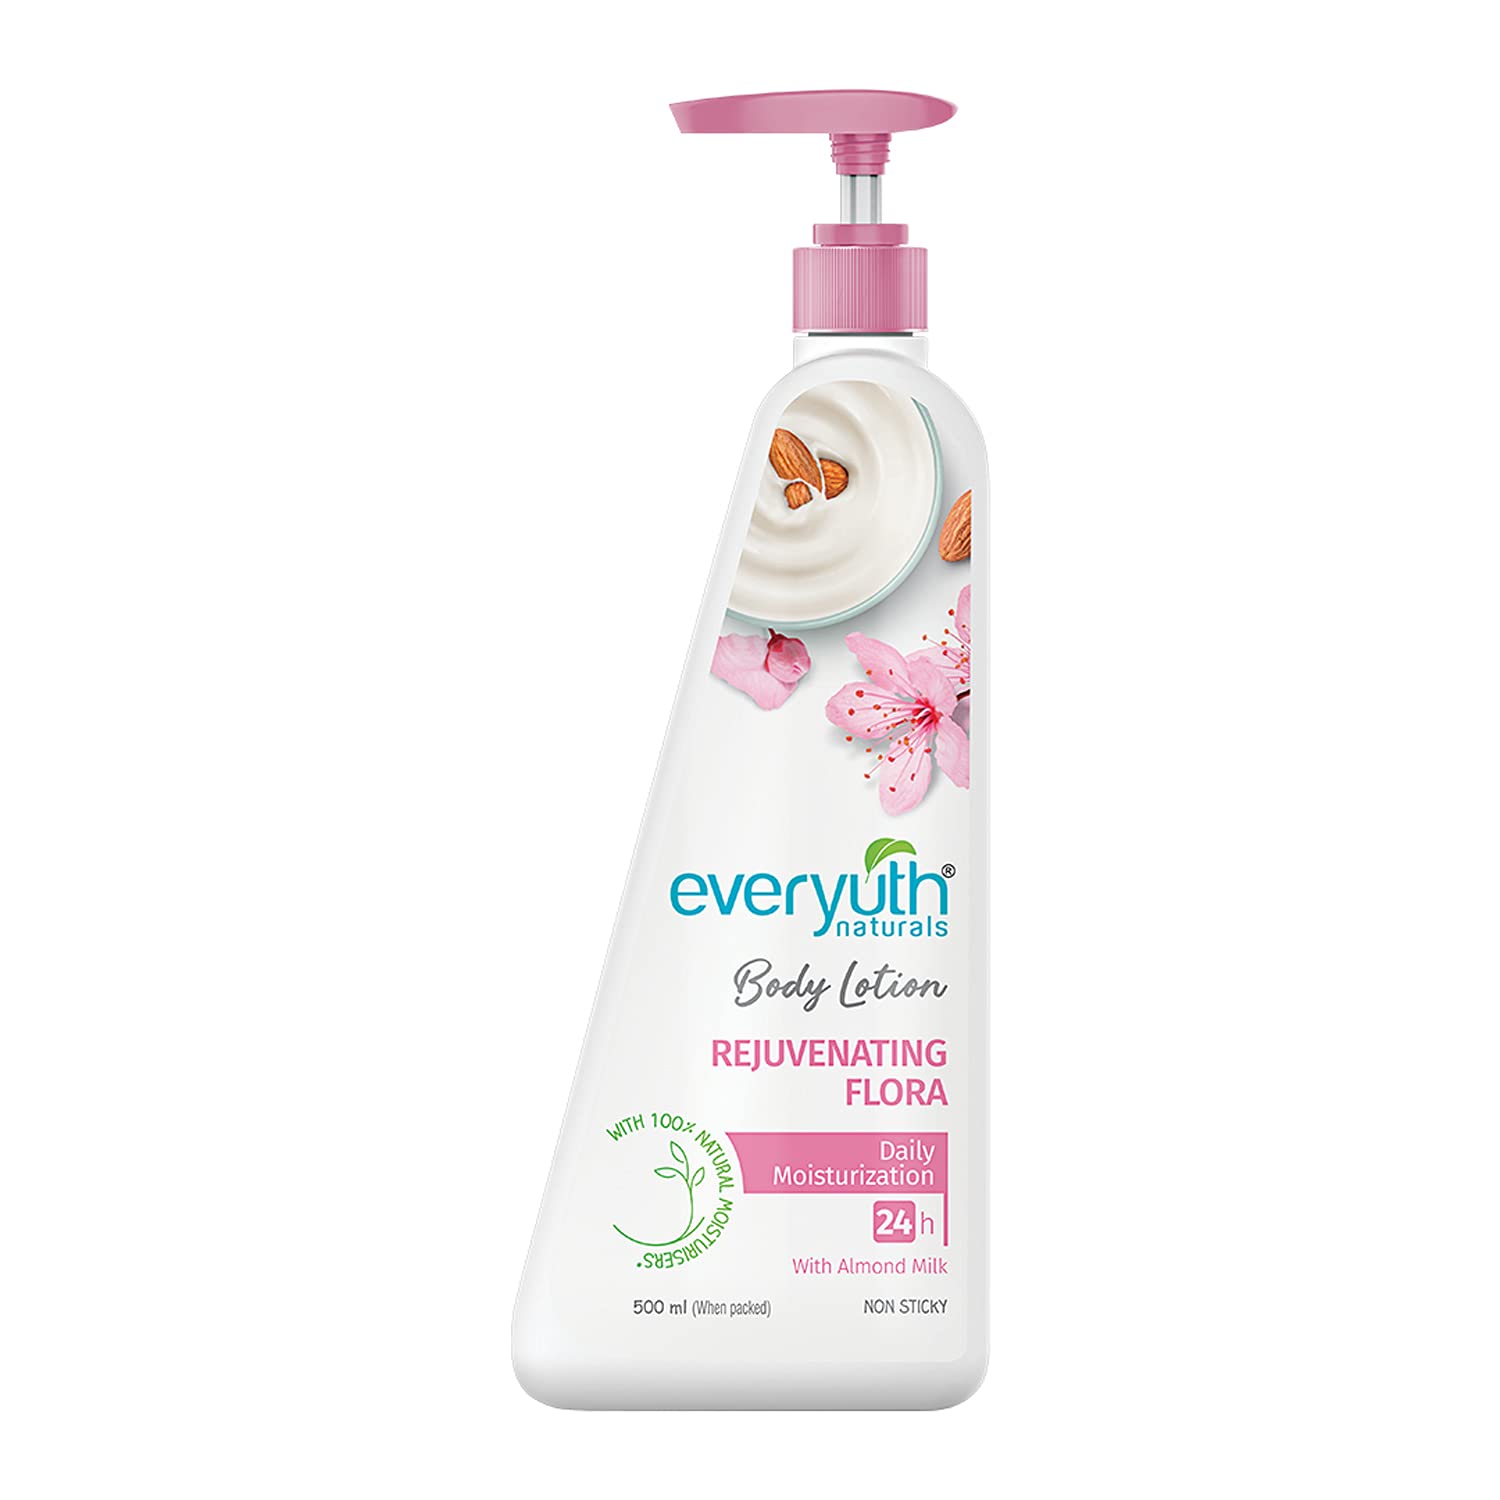 everyuth®
naturals
Body Lotion
REJUVENATING
FLORA
WITH 100% NATURAL MOISTURISERS*
Daily
Moisturization
24h
With Almond Milk
500 ml (When packed)
NON STICKY